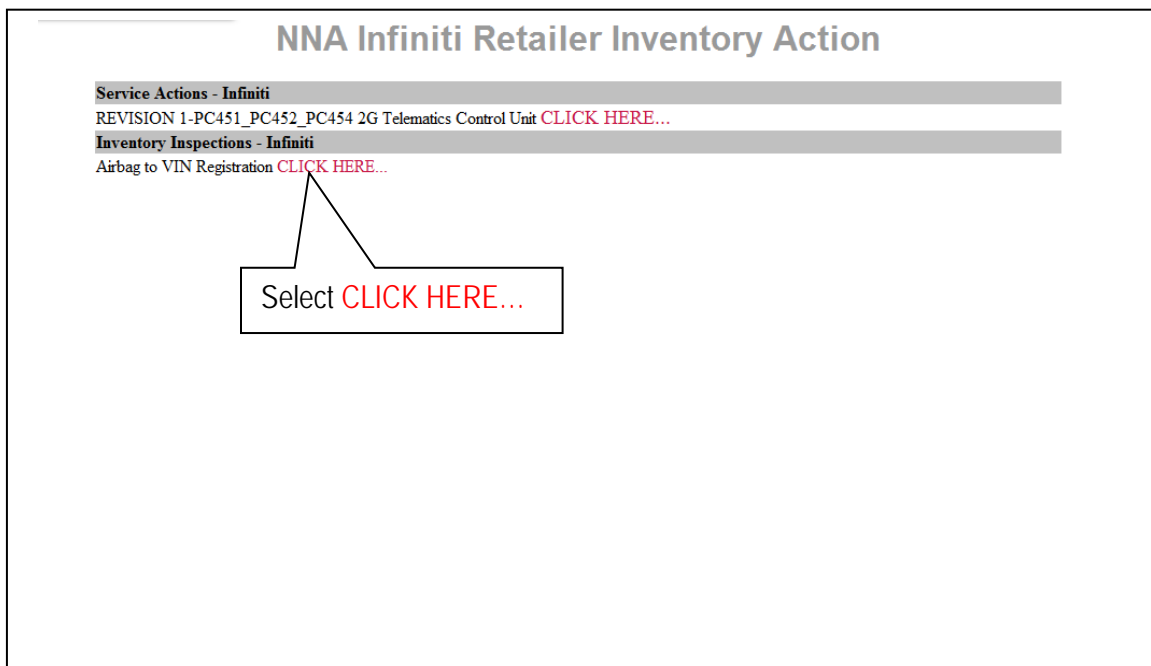 NNA Infiniti Retailer Inventory Action
Service Actions - Infiniti
REVISION 1-PC451_PC452_PC454 2G Telematics Control Unit CLICK HERE...
Inventory Inspections - Infiniti
Airbag to VIN Registration CLICK HERE...
Select CLICK HERE...